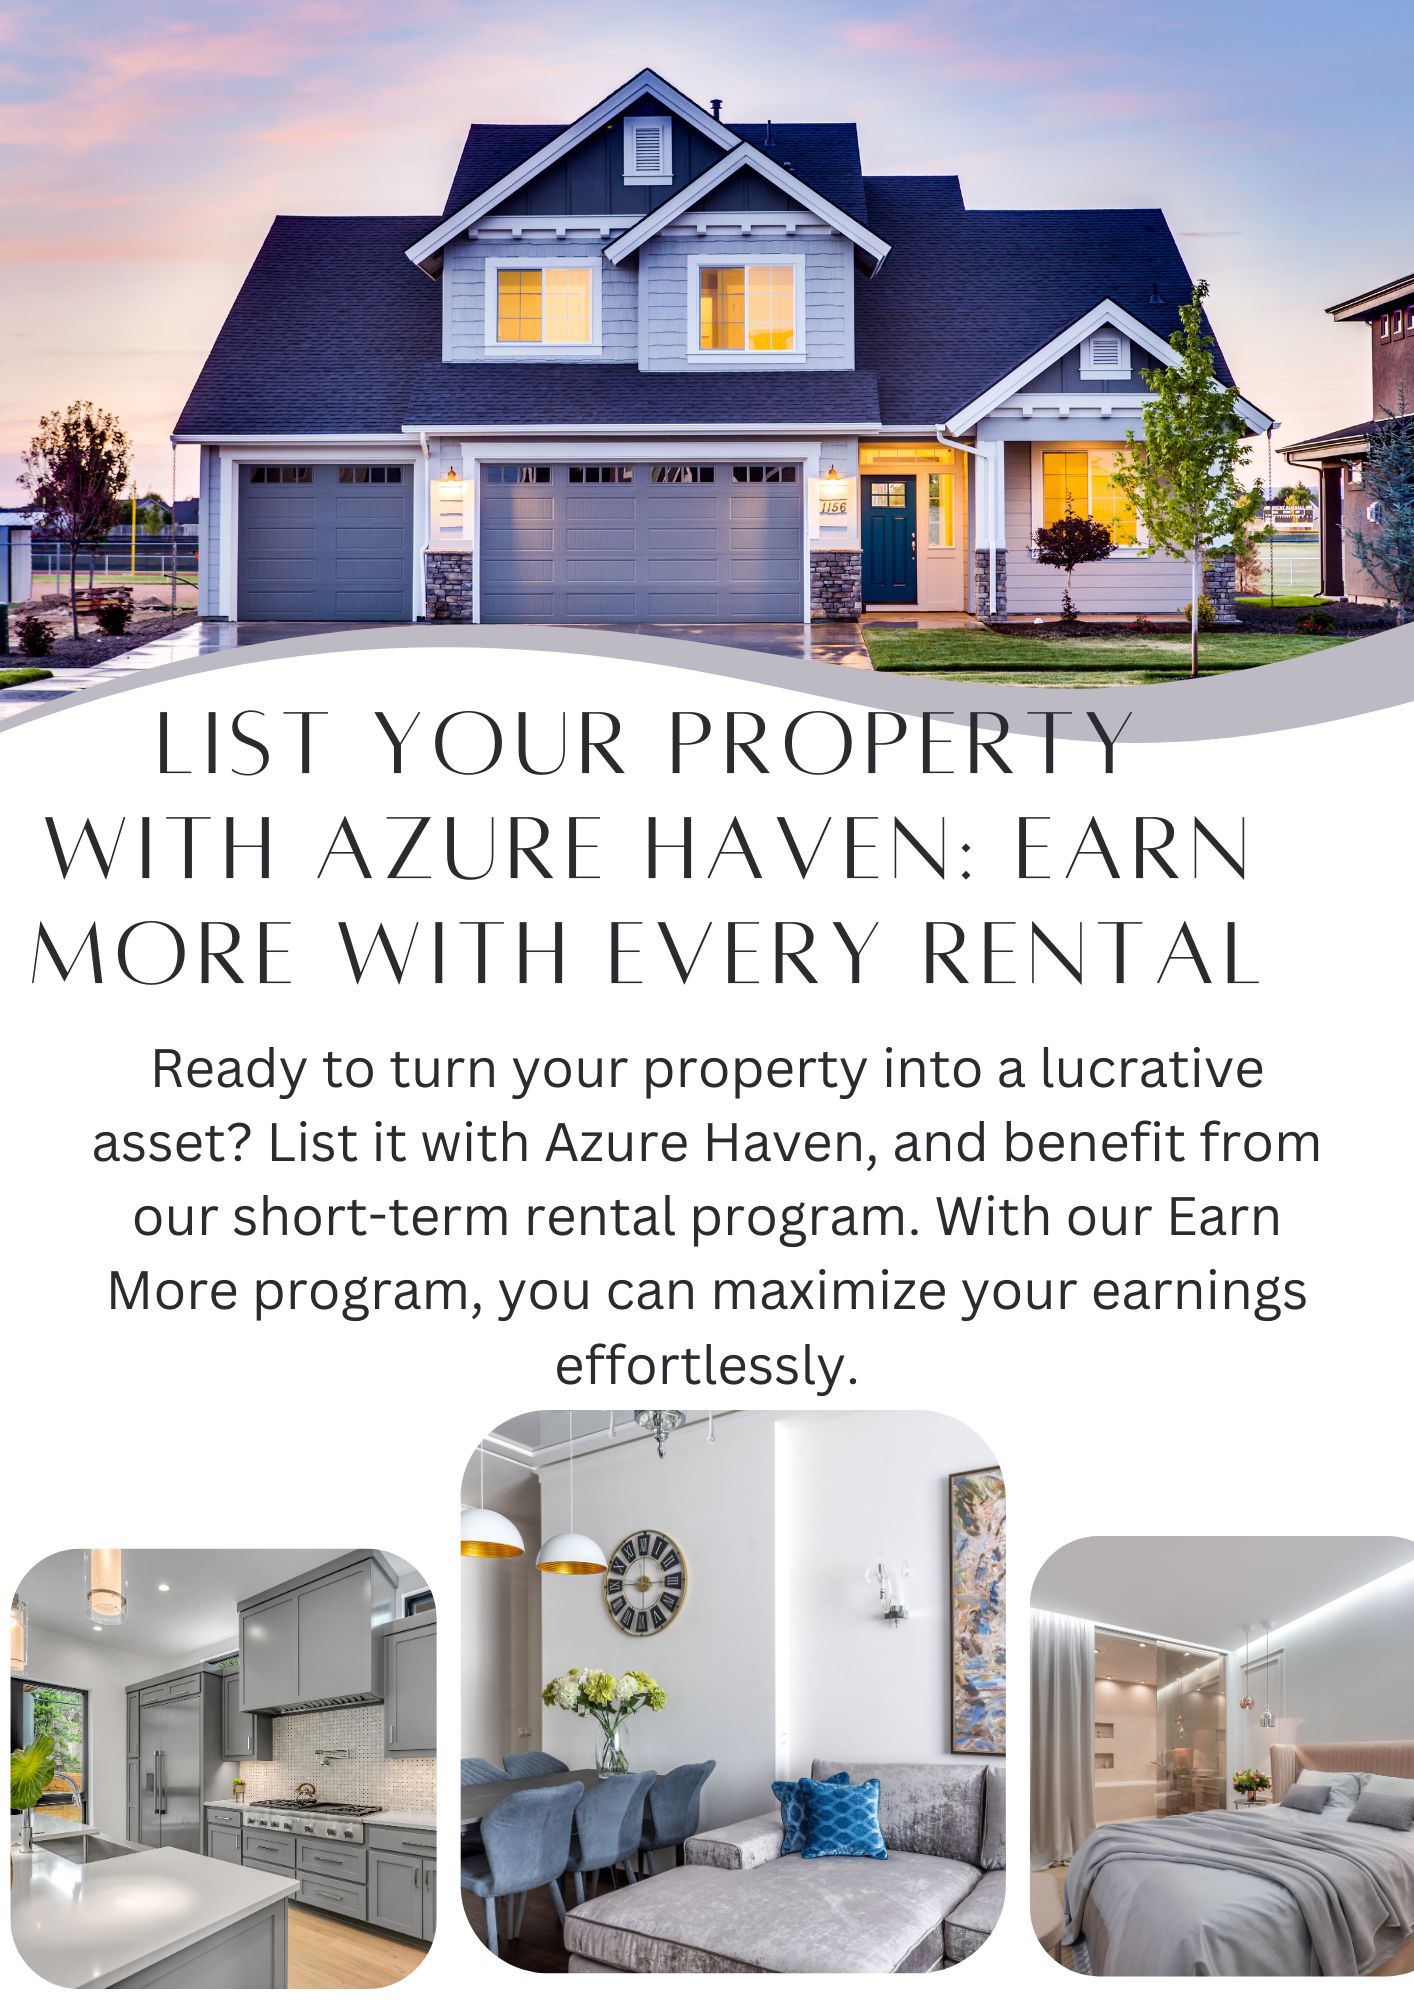 1156
LIST YOUR PROPERTY
WITH AZURE HAVEN: EARN
MORE WITH EVERY RENTAL
Ready to turn your property into a lucrative
asset? List it with Azure Haven, and benefit from
our short-term rental program. With our Earn
More program, you can maximize your earnings
effortlessly.